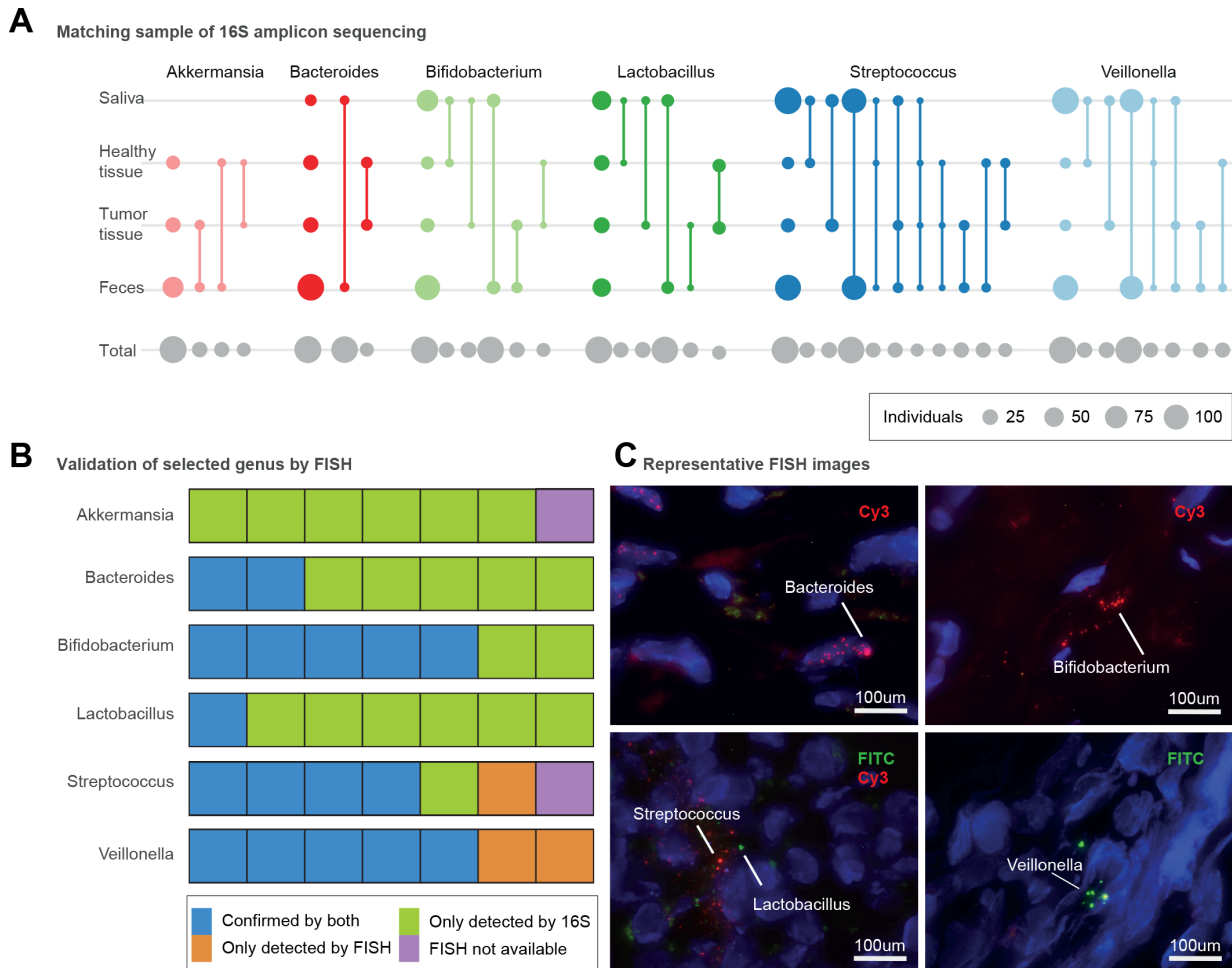 A Matching sample of 16S amplicon sequencing
Akkermansia Bacteroides Bifidobacterium Lactobacillus Streptococcus Veillonella
Saliva
Healthy
tissue
Tumor
tissue
Feces
Total
Individuals 25 50 75 100
B Validation of selected genus by FISH
Akkermansia
Bacteroides
Bifidobacterium
Lactobacillus
Streptococcus
Veillonella
Confirmed by both Only detected by 16S
Only detected by FISH FISH not available
C Representative FISH images
Cy3
Bacteroides
100um
Cy3
Bifidobacterium
100um
FITC
Cy3
Streptococcus
Lactobacillus
100um
FITC
Veillonella
100um